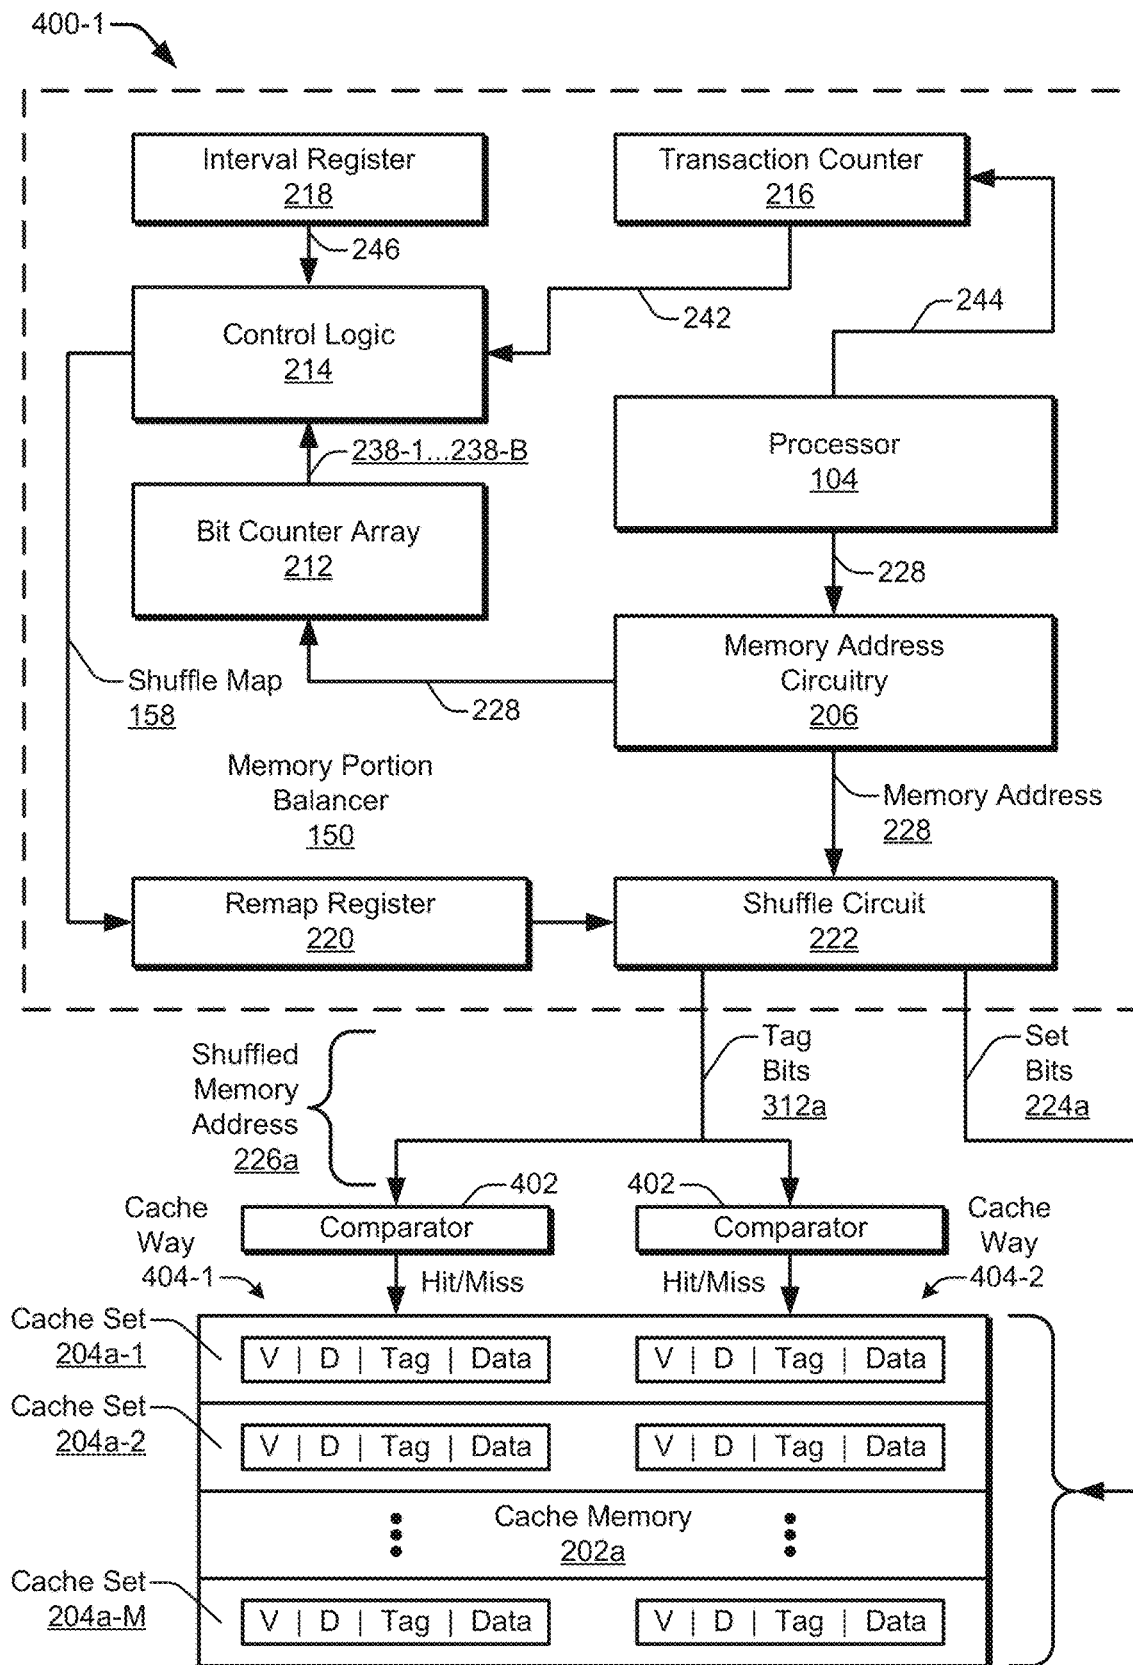 400-1
Interval Register
218
Transaction Counter
216
246
242
244
Control Logic
214
Processor
104
238-1...238-B
Bit Counter Array
212
228
Memory Address
Circuitry
206
Shuffle Map
158
228
Memory Portion
Balancer
150
Memory Address
228
Remap Register
220
Shuffle Circuit
222
Shuffled
Memory
Address
226a
Tag
Bits
312a
Set
Bits
224a
Cache
Way
404-1
402
402
Cache
Way
404-2
Comparator
Comparator
Hit/Miss
Hit/Miss
Cache Set
204a-1
V | D | Tag | Data
V | D | Tag | Data
Cache Set
204a-2
V | D | Tag | Data
V | D | Tag | Data
Cache Memory
202a
Cache Set
204a-M
V | D | Tag | Data
V | D | Tag | Data